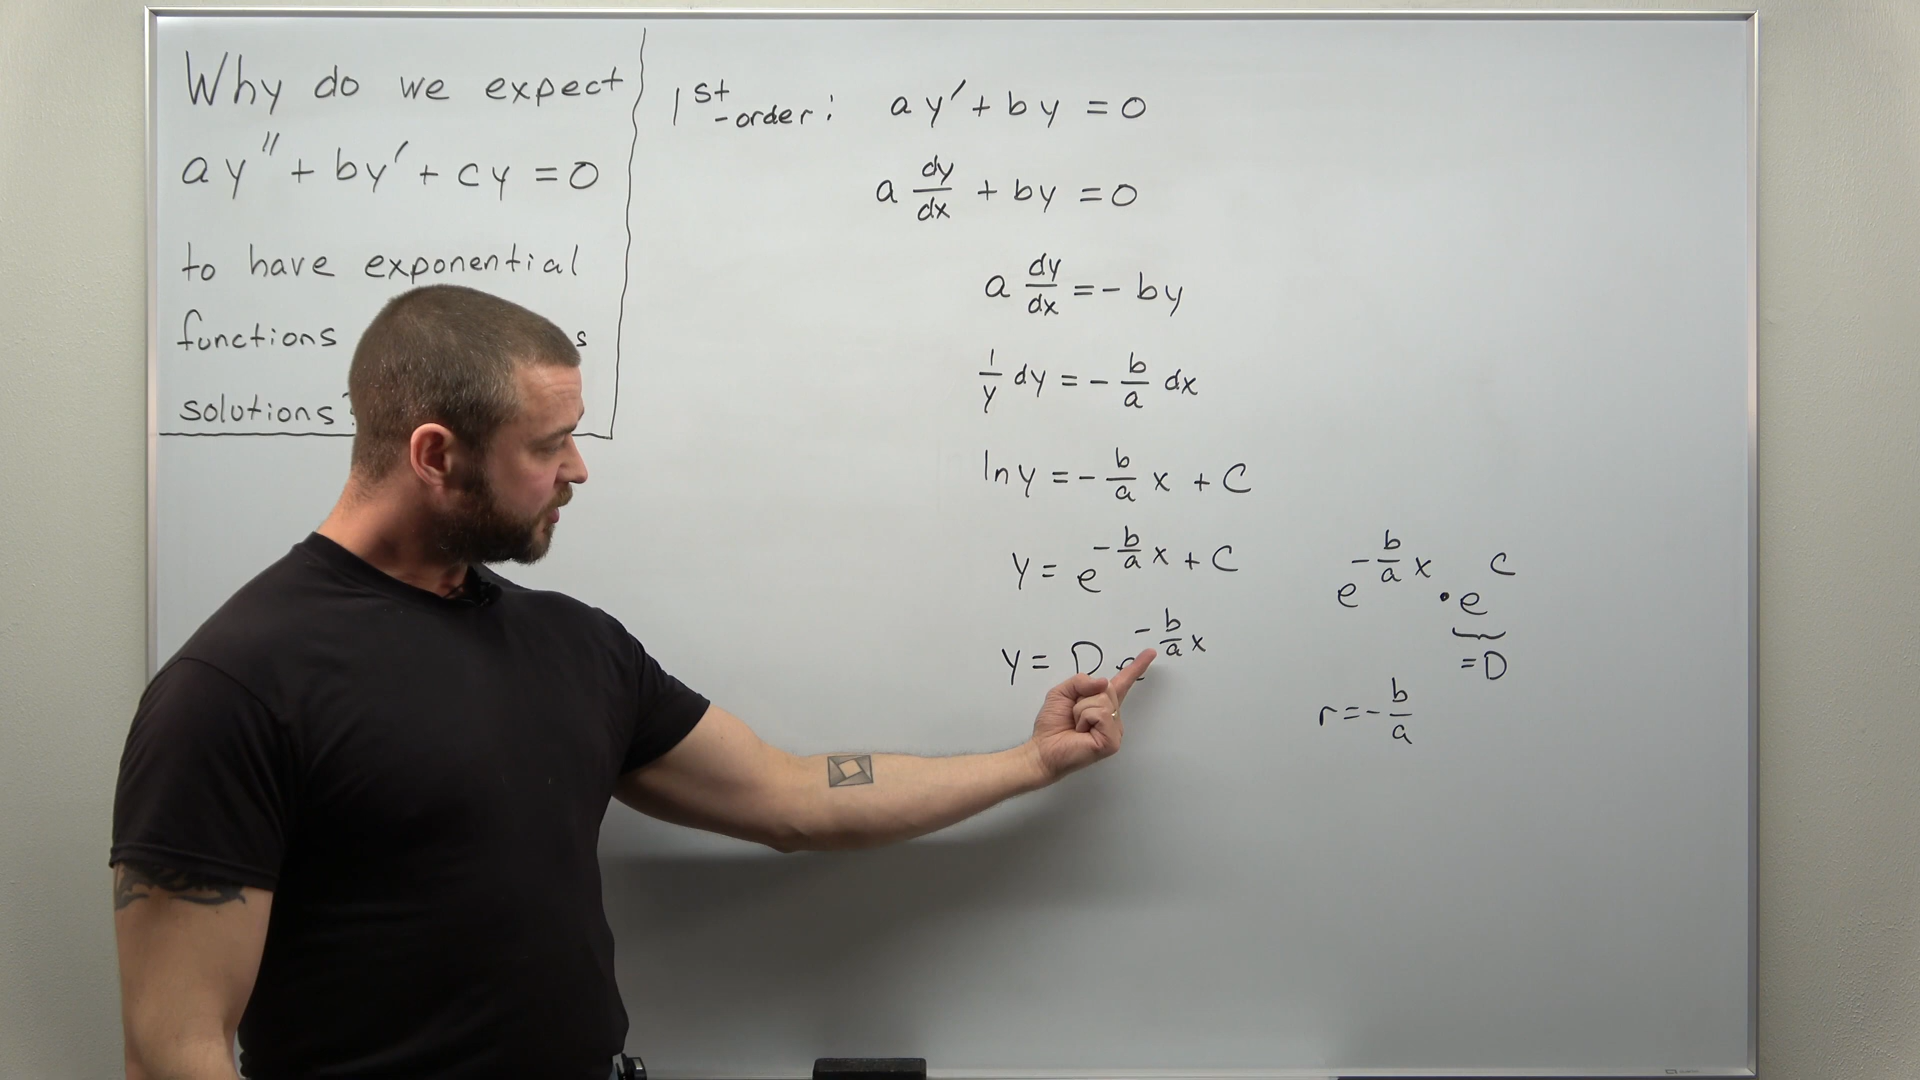 Why do we expect
ay″ + by′ + cy = 0
to have exponential
functions s
solutions?
1st-order: ay′ + by = 0
a dy/dx + by = 0
a dy/dx = - by
1/y dy = - b/a dx
ln y = - b/a x + C
y = e^(- b/a x + C)
e^(- b/a x) · e^C
= D
y = D e^(- b/a x)
r = - b/a